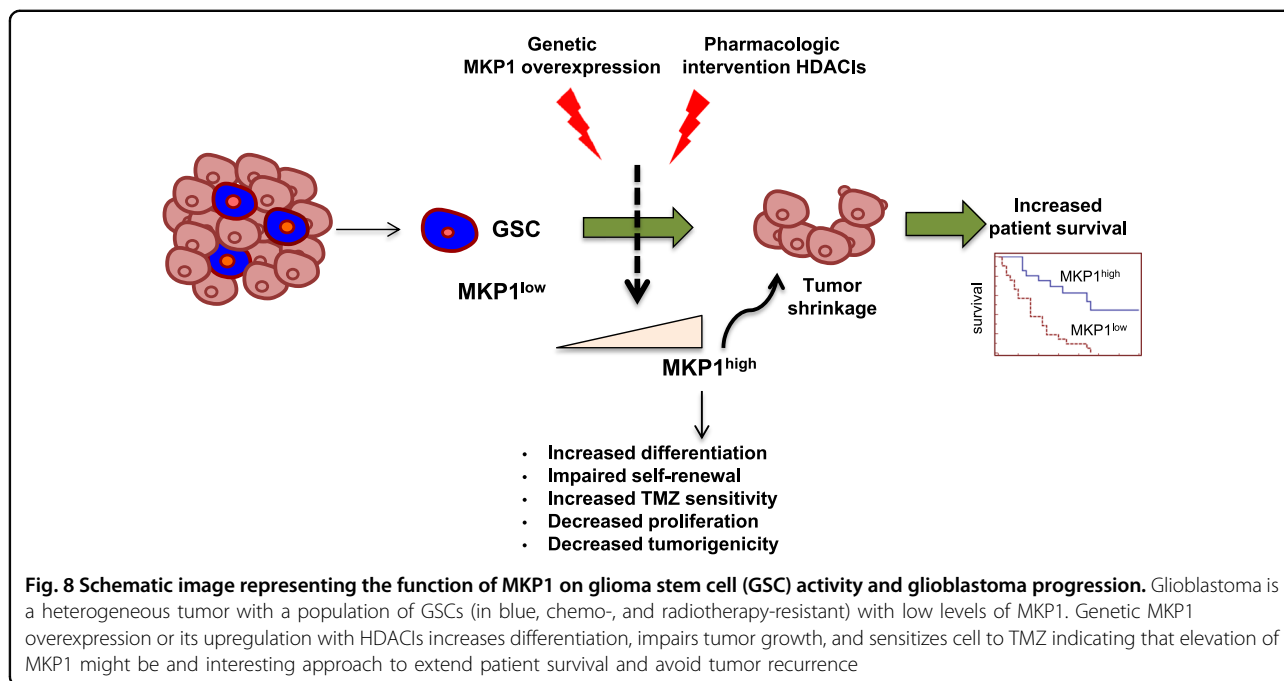 Genetic
MKP1 overexpression
Pharmacologic
intervention HDACIs
GSC
MKP1low
MKP1high
Tumor
shrinkage
Increased
patient survival
survival
MKP1high
MKP1low
• Increased differentiation
• Impaired self-renewal
• Increased TMZ sensitivity
• Decreased proliferation
• Decreased tumorigenicity
Fig. 8 Schematic image representing the function of MKP1 on glioma stem cell (GSC) activity and glioblastoma progression. Glioblastoma is
a heterogeneous tumor with a population of GSCs (in blue, chemo-, and radiotherapy-resistant) with low levels of MKP1. Genetic MKP1
overexpression or its upregulation with HDACIs increases differentiation, impairs tumor growth, and sensitizes cell to TMZ indicating that elevation of
MKP1 might be and interesting approach to extend patient survival and avoid tumor recurrence